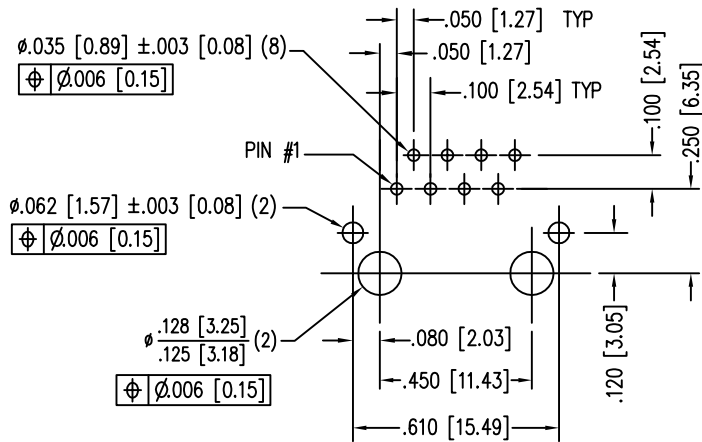 .050 [1.27] TYP
⌀.035 [0.89] ±.003 [0.08] (8)
.050 [1.27]
⌖ ⌀.006 [0.15]
.100 [2.54] TYP
.100 [2.54]
.250 [6.35]
PIN #1
⌀.062 [1.57] ±.003 [0.08] (2)
⌖ ⌀.006 [0.15]
⌀ .128 [3.25]
.125 [3.18] (2)
.080 [2.03]
.120 [3.05]
⌖ ⌀.006 [0.15]
.450 [11.43]
.610 [15.49]